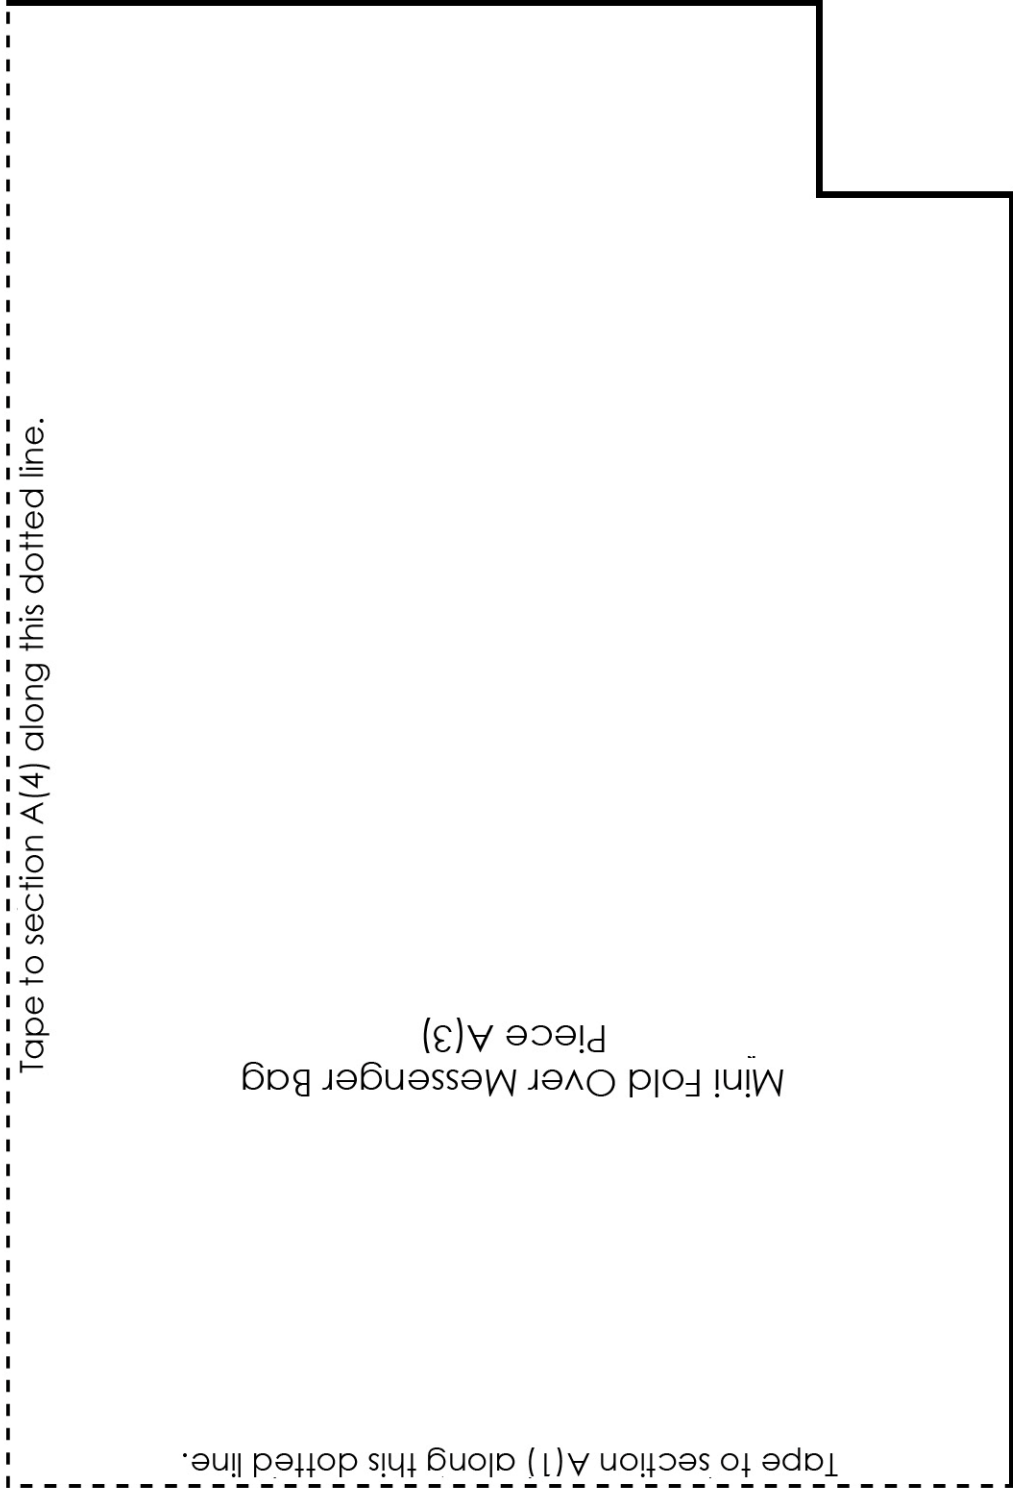 Tape to section A(4) along this dotted line.
Mini Fold Over Messenger Bag
Piece A(3)
Tape to section A(1) along this dotted line.